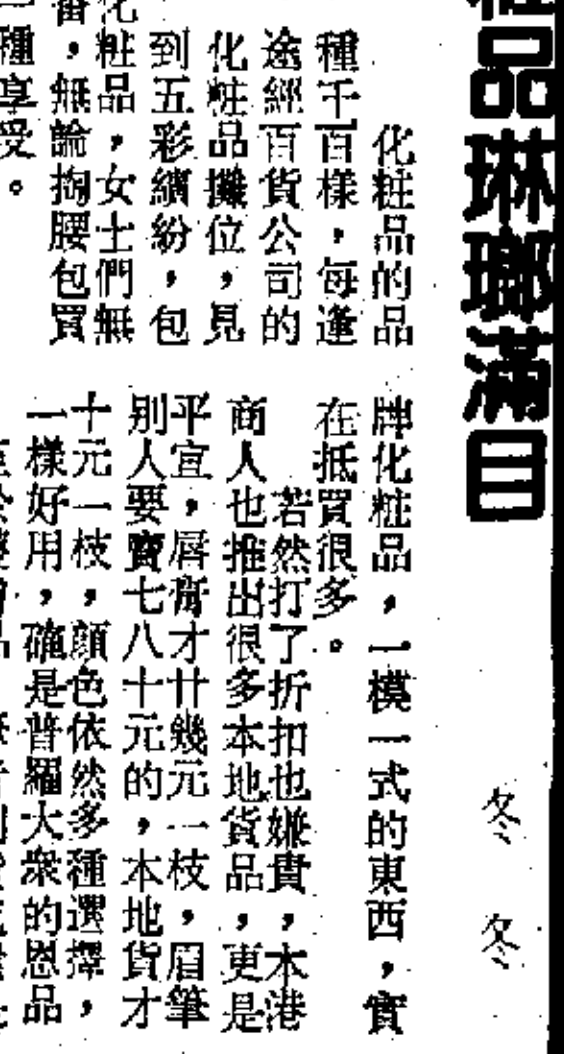 品琳瑯滿目
冬冬
化粧品的品
種千百樣，每逢
途經百貨公司的
化粧品攤位，見
到五彩繽紛，包
化粧品，女士們無
番，無論掏腰包買
一種享受。
牌化粧品，一模一式的東西，實
在抵買很多。
若然打了折扣也嫌貴，本港
商人也推出很多本地貨品，更是
平宜，唇膏才廿幾元一枝，眉筆
別人要賣七八十元的，本地貨才
十元一枝，顏色依然多種選擇，
一樣好用，確是普羅大衆的恩品